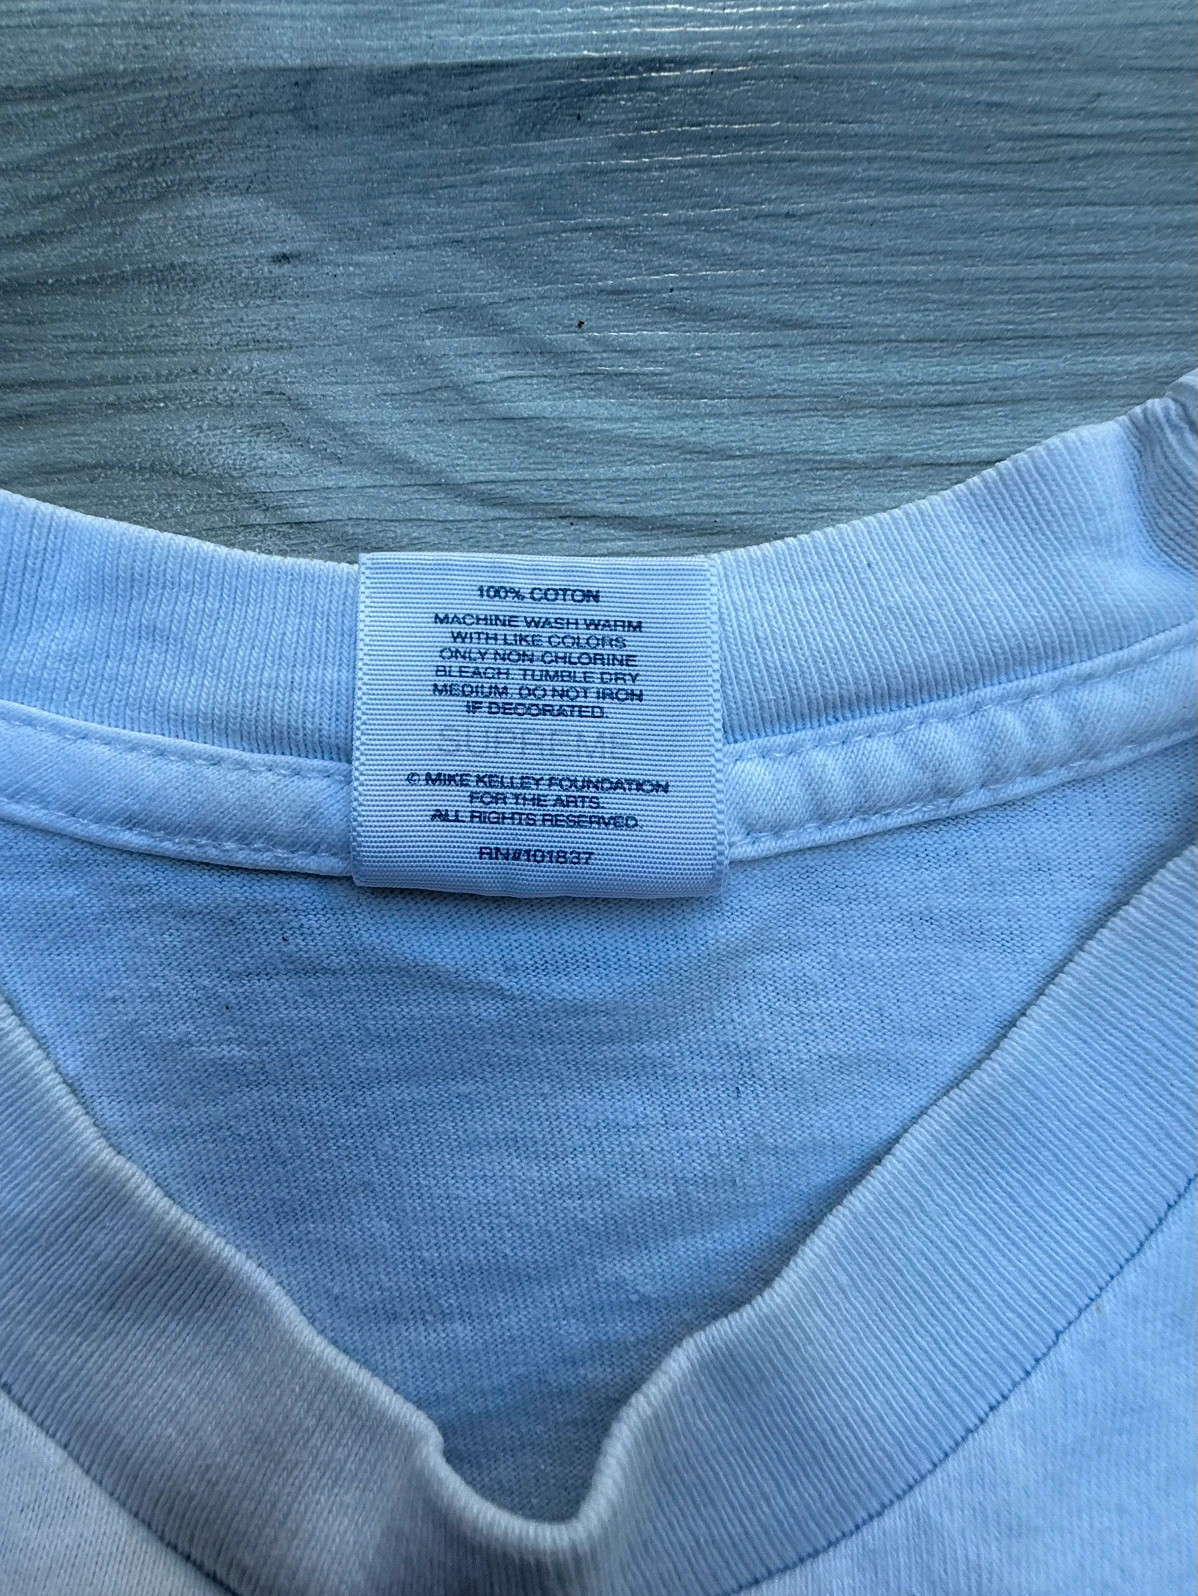 100% COTON
MACHINE WASH WARM
WITH LIKE COLORS
ONLY NON-CHLORINE
BLEACH. TUMBLE DRY
MEDIUM. DO NOT IRON
IF DECORATED.
SUPREME
© MIKE KELLEY FOUNDATION
FOR THE ARTS.
ALL RIGHTS RESERVED.
RN#101837